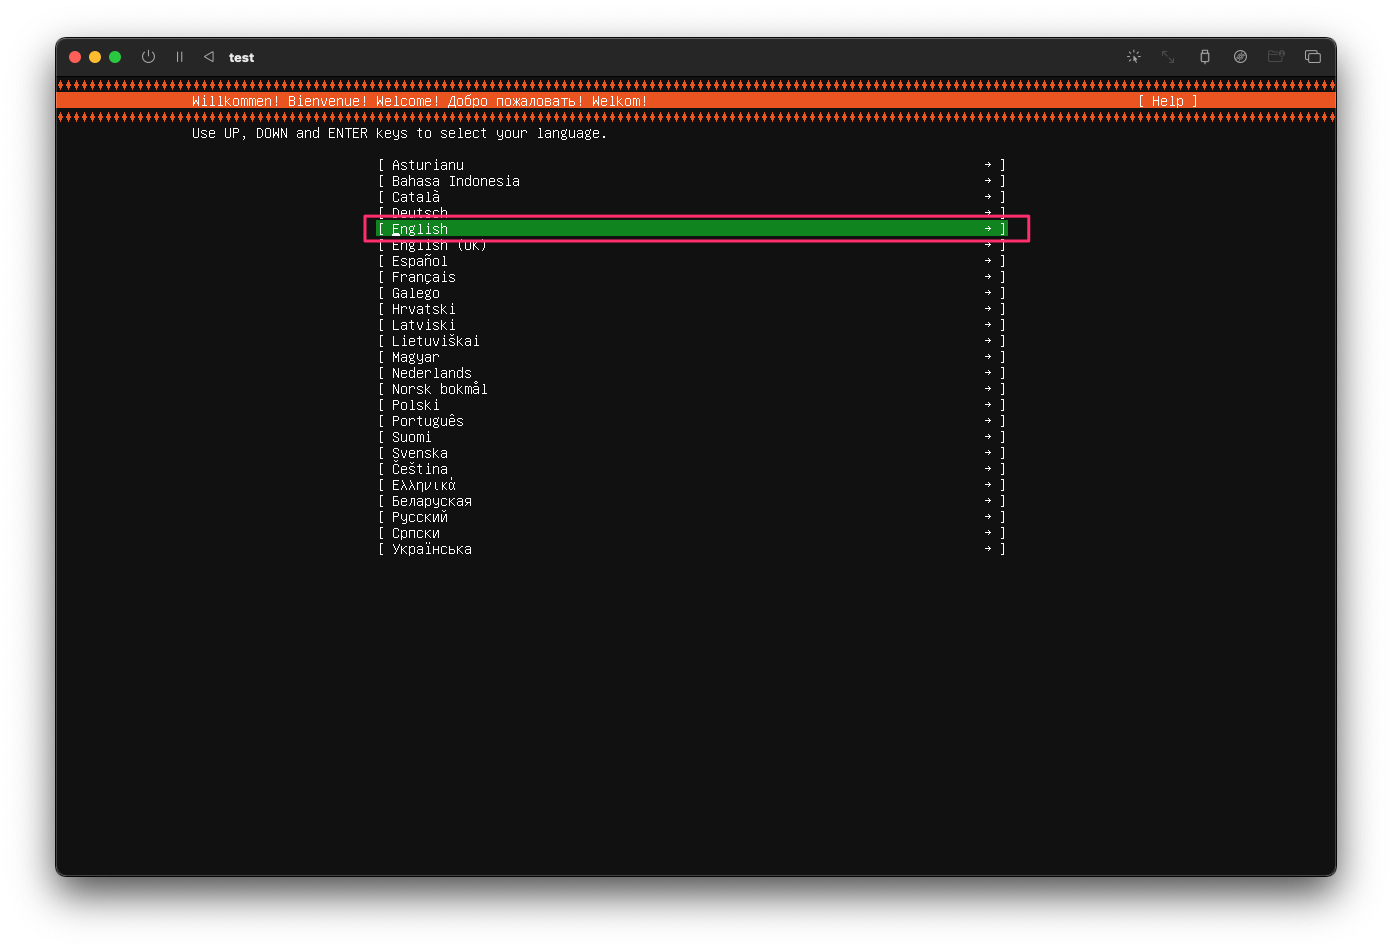 test
Willkommen! Bienvenue! Welcome! Добро пожаловать! Welkom! [ Help ]
Use UP, DOWN and ENTER keys to select your language.
[ Asturianu → ]
[ Bahasa Indonesia → ]
[ Català → ]
[ Deutsch → ]
[ English → ]
[ English (UK) → ]
[ Español → ]
[ Français → ]
[ Galego → ]
[ Hrvatski → ]
[ Latviski → ]
[ Lietuviškai → ]
[ Magyar → ]
[ Nederlands → ]
[ Norsk bokmål → ]
[ Polski → ]
[ Português → ]
[ Suomi → ]
[ Svenska → ]
[ Čeština → ]
[ Ελληνικά → ]
[ Беларуская → ]
[ Русский → ]
[ Српски → ]
[ Українська → ]